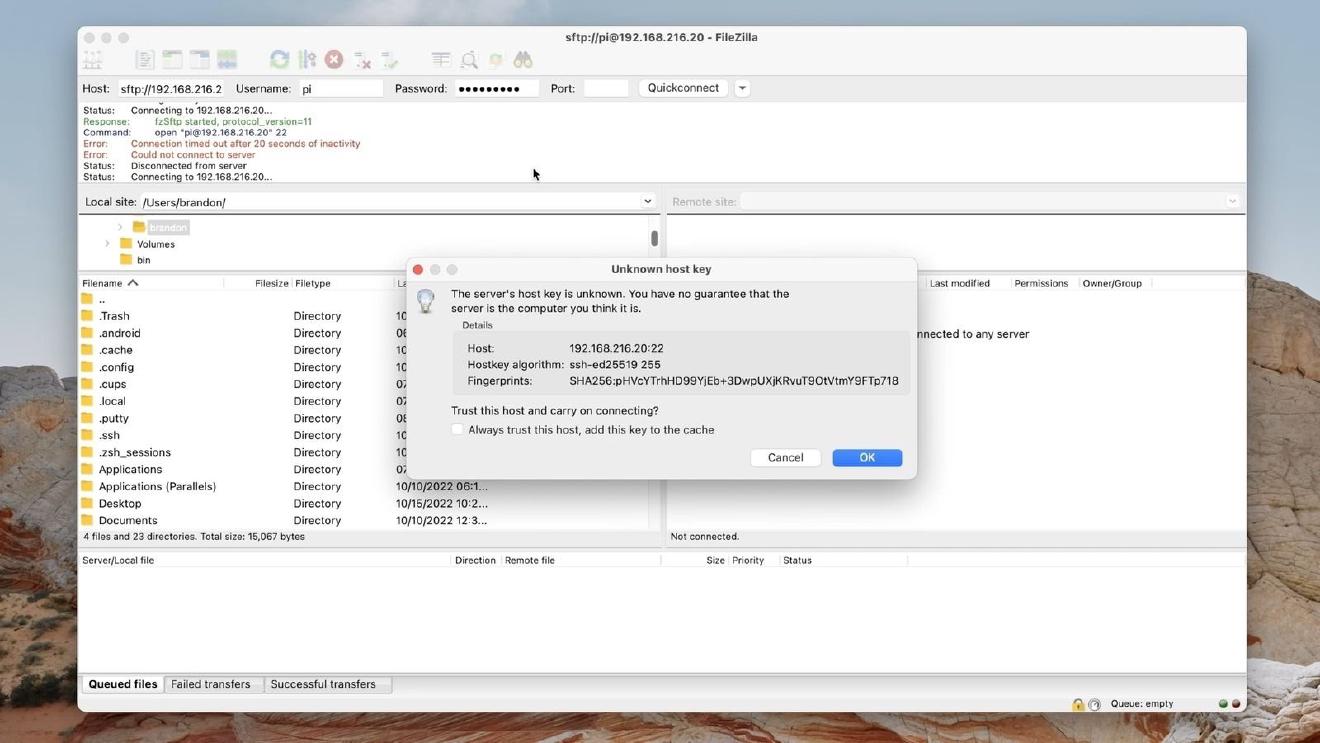 sftp://pi@192.168.216.20 - FileZilla
Host: sftp://192.168.216.2 Username: pi Password: ●●●●●●●●● Port: Quickconnect
Status: Connecting to 192.168.216.20...
Response: fzSftp started, protocol_version=11
Command: open "pi@192.168.216.20" 22
Error: Connection timed out after 20 seconds of inactivity
Error: Could not connect to server
Status: Disconnected from server
Status: Connecting to 192.168.216.20...
Local site: /Users/brandon/
Remote site:
brandon
Volumes
bin
Unknown host key
The server's host key is unknown. You have no guarantee that the
server is the computer you think it is.
Details
Host: 192.168.216.20:22
Hostkey algorithm: ssh-ed25519 255
Fingerprints: SHA256:pHVcYTrhHD99YjEb+3DwpUXjKRvuT9OtVtmY9FTp718
Trust this host and carry on connecting?
Always trust this host, add this key to the cache
Cancel OK
Filename Filesize Filetype La
..
.Trash Directory 10
.android Directory 06
.cache Directory 10
.config Directory 10
.cups Directory 07
.local Directory 07
.putty Directory 08
.ssh Directory 10
.zsh_sessions Directory 10
Applications Directory 07
Applications (Parallels) Directory 10/10/2022 06:1...
Desktop Directory 10/15/2022 10:2...
Documents Directory 10/10/2022 12:3...
4 files and 23 directories. Total size: 15,067 bytes
Last modified Permissions Owner/Group
nnected to any server
Not connected.
Server/Local file Direction Remote file Size Priority Status
Queued files Failed transfers Successful transfers
Queue: empty